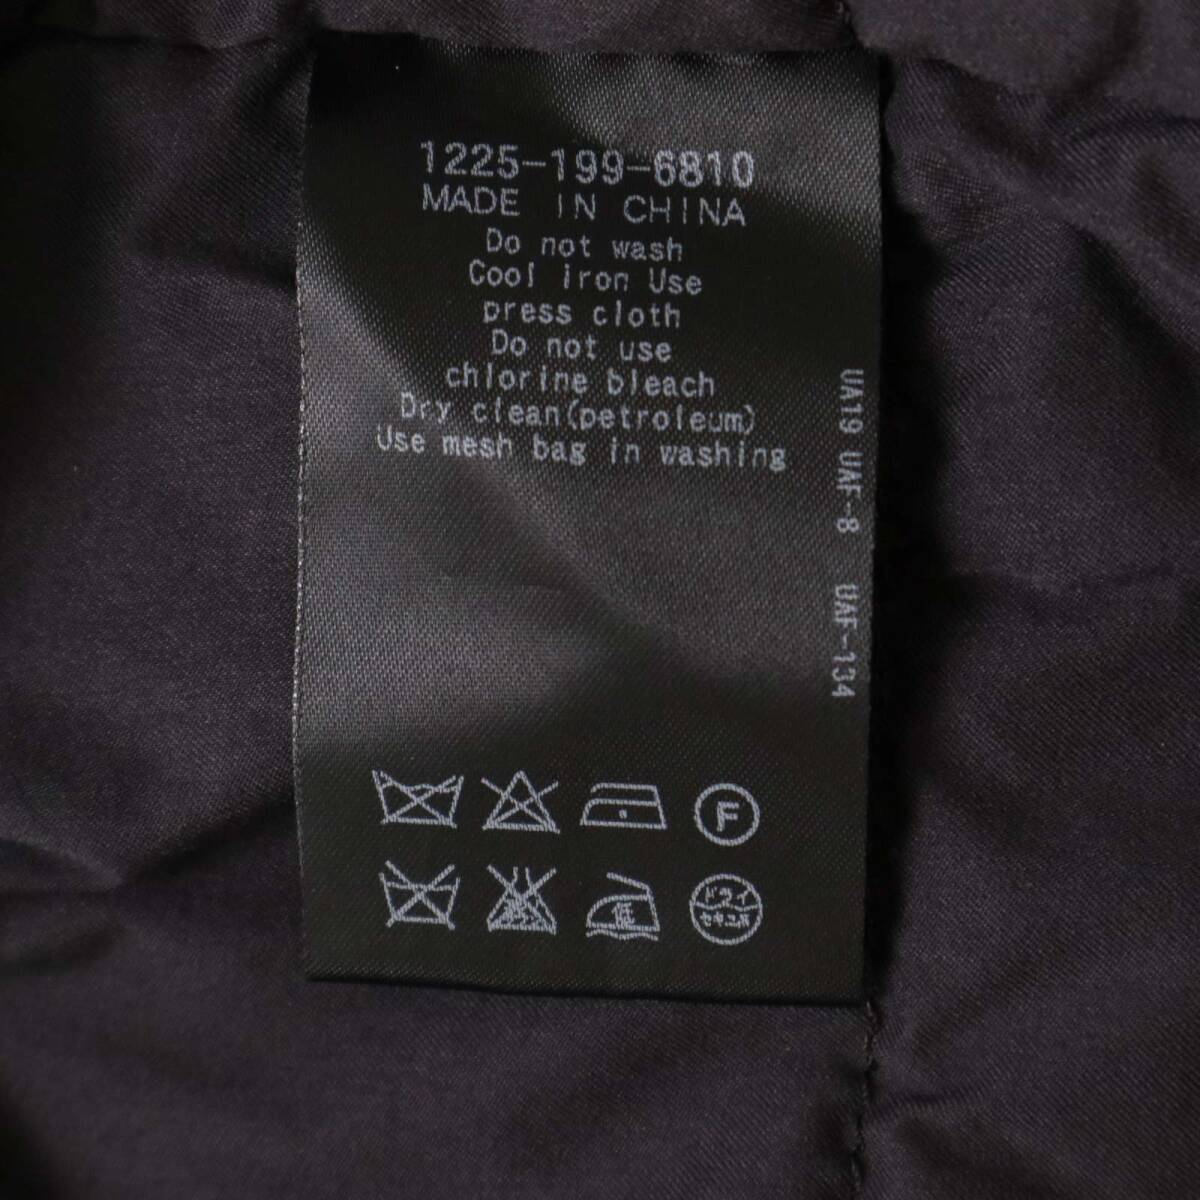 1225-199-6810
MADE IN CHINA
Do not wash
Cool iron Use
press cloth
Do not use
chlorine bleach
Dry clean(petroleum)
Use mesh bag in washing
UA19 UAF-8 UAF-134
F
低
ドライ
セキユ系